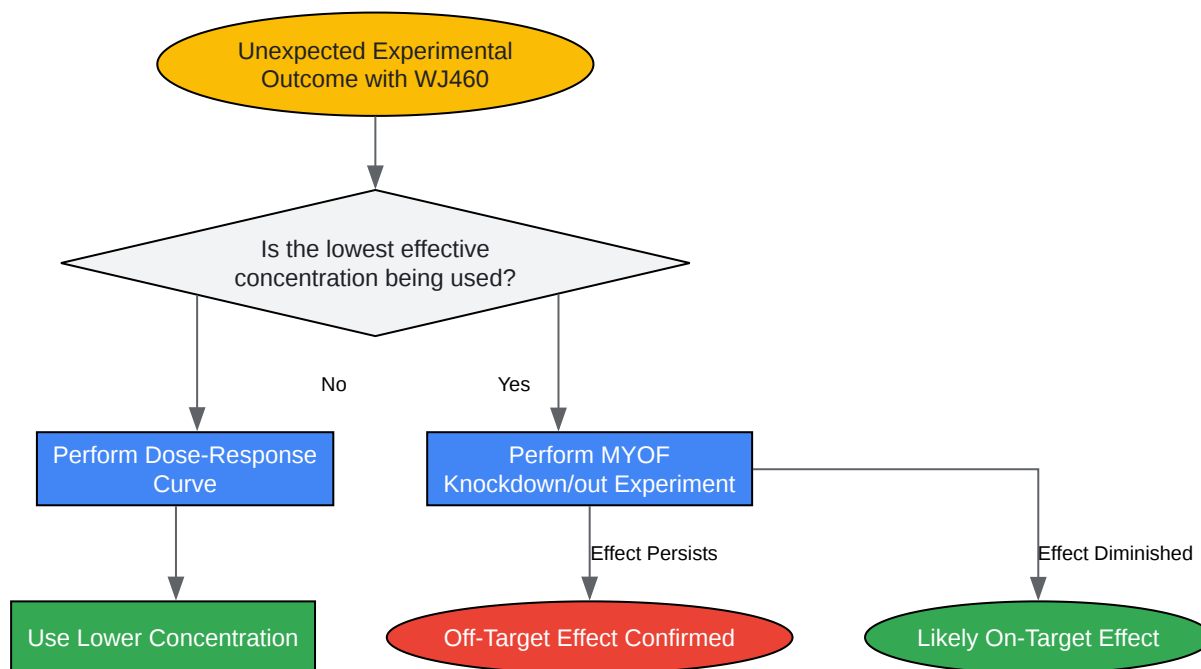 Unexpected Experimental
Outcome with WJ460
Is the lowest effective
concentration being used?
No
Yes
Perform Dose-Response
Curve
Perform MYOF
Knockdown/out Experiment
Effect Persists
Effect Diminished
Use Lower Concentration
Off-Target Effect Confirmed
Likely On-Target Effect